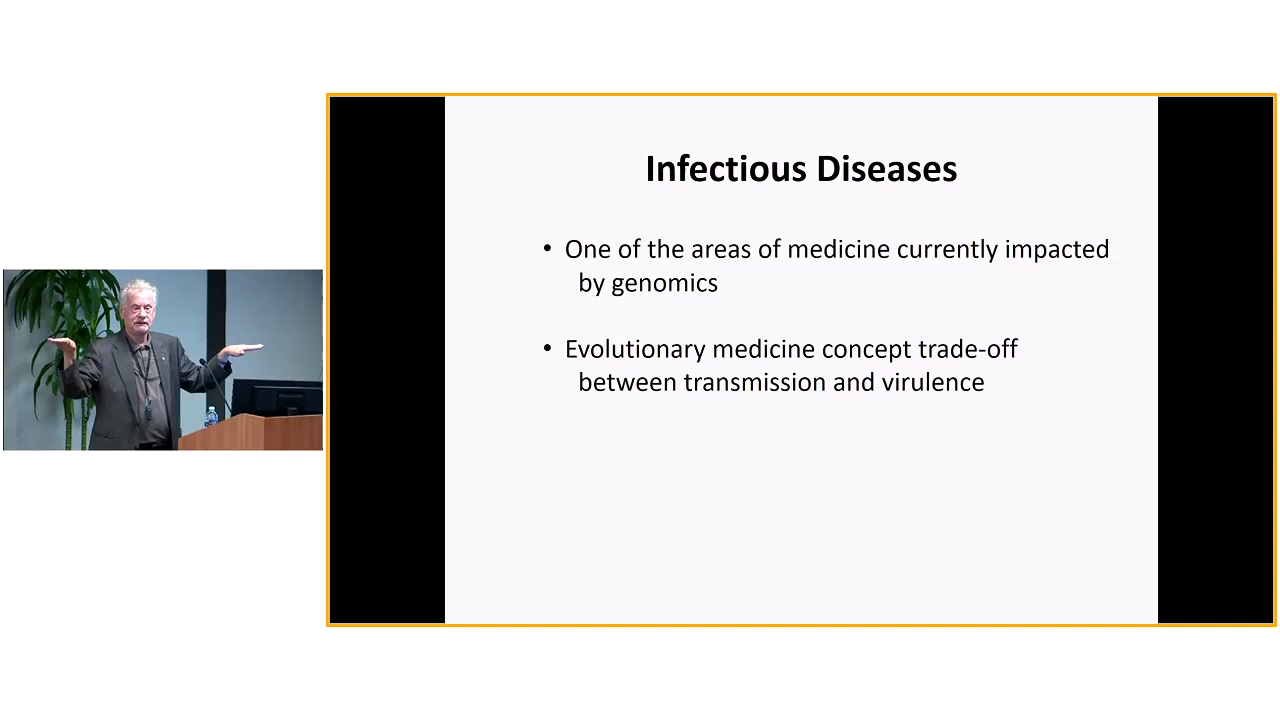 Infectious Diseases
• One of the areas of medicine currently impacted
by genomics
• Evolutionary medicine concept trade-off
between transmission and virulence